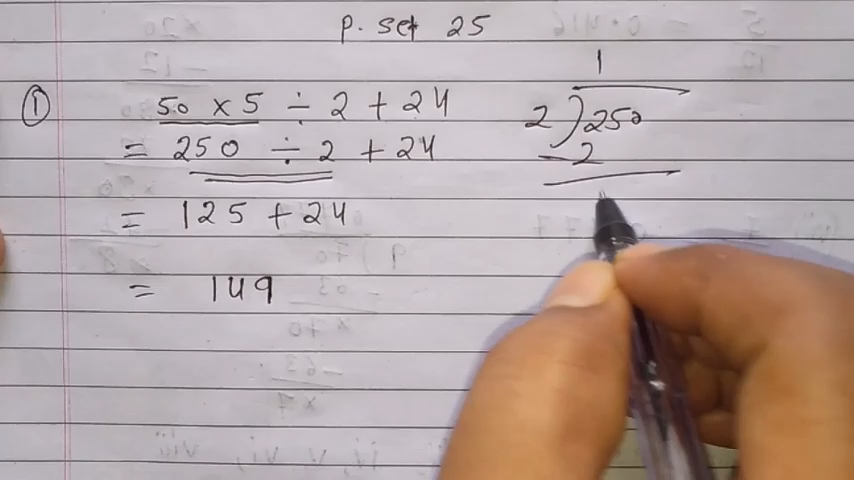 P. Set 25
① 50 × 5 ÷ 2 + 24
= 250 ÷ 2 + 24
= 125 + 24
= 149
1
2 ) 250
- 2